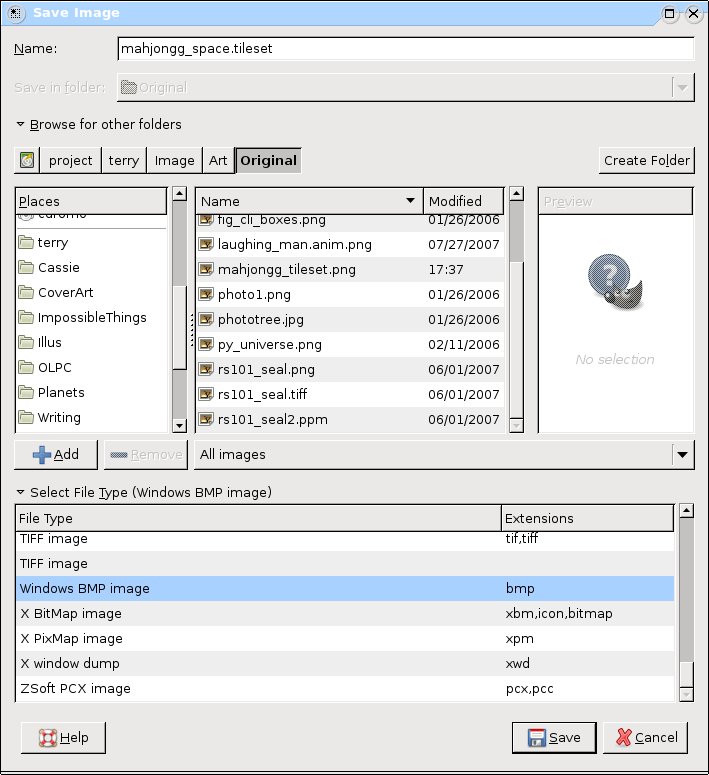 Save Image
Name: mahjongg_space.tileset
Save in folder: Original
Browse for other folders
project terry Image Art Original Create Folder
Places Name Modified Preview
fig_cli_boxes.png 01/26/2006
terry laughing_man.anim.png 07/27/2007
Cassie mahjongg_tileset.png 17:37
CoverArt photo1.png 01/26/2006
ImpossibleThings phototree.jpg 01/26/2006
Illus py_universe.png 02/11/2006
No selection
OLPC rs101_seal.png 06/01/2007
Planets rs101_seal.tiff 06/01/2007
Writing rs101_seal2.ppm 06/01/2007
Add Remove All images
Select File Type (Windows BMP image)
File Type Extensions
TIFF image tif,tiff
TIFF image
Windows BMP image bmp
X BitMap image xbm,icon,bitmap
X PixMap image xpm
X window dump xwd
ZSoft PCX image pcx,pcc
Help Save Cancel